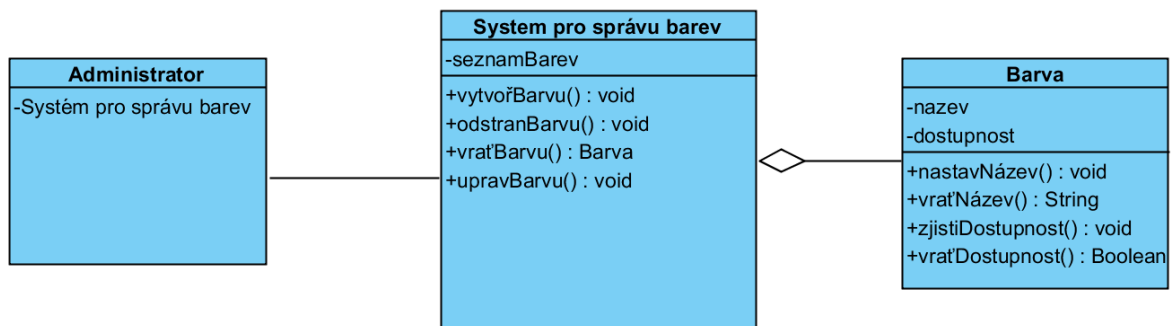 Administrator
-Systém pro správu barev
System pro správu barev
-seznamBarev
+vytvořBarvu() : void
+odstranBarvu() : void
+vraťBarvu() : Barva
+upravBarvu() : void
Barva
-nazev
-dostupnost
+nastavNázev() : void
+vraťNázev() : String
+zjistiDostupnost() : void
+vraťDostupnost() : Boolean